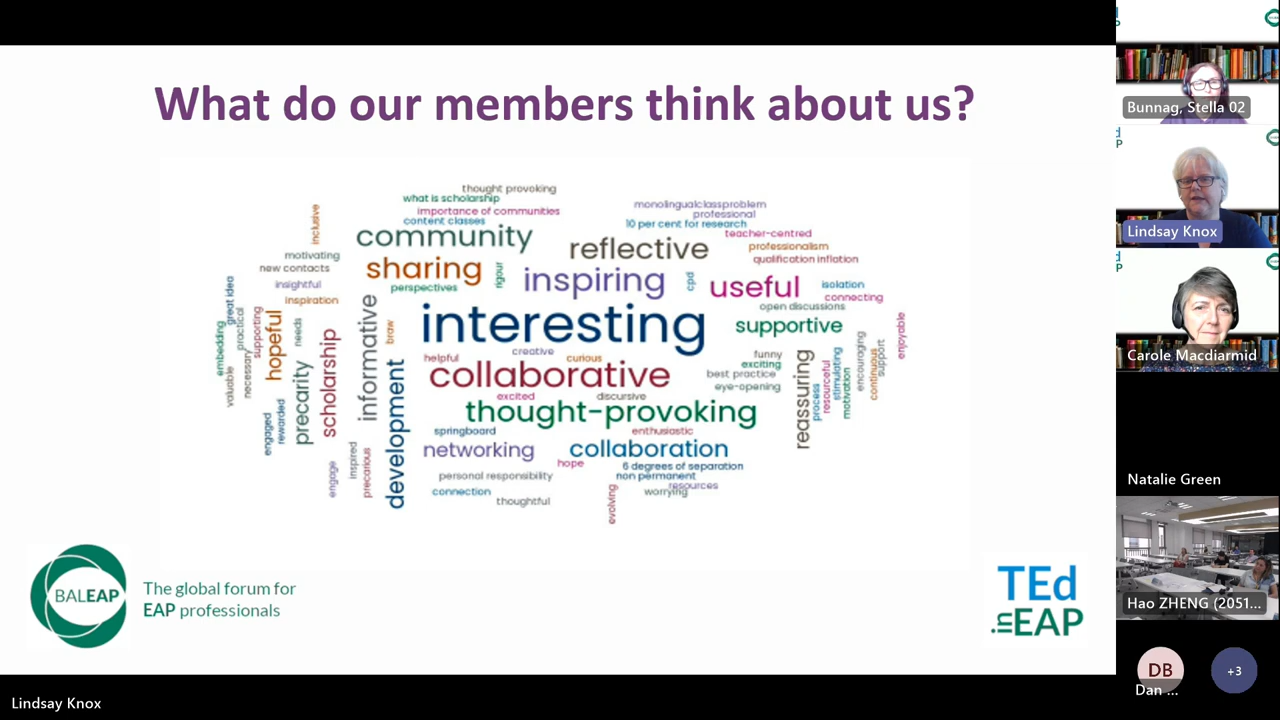 What do our members think about us?
thought provoking
what is scholarship
importance of communities
content classes
community
sharing
perspectives
rigour
monolingualclassproblem
professional
10 per cent for research
teacher-centred
professionalism
qualification inflation
reflective
inspiring
cpd
useful
isolation
connecting
open discussions
supportive
enjoyable
inclusive
motivating
new contacts
insightful
inspiration
great idea
embedding
practical
supporting
hopeful
needs
valuable
necessary
precarity
scholarship
informative
braw
development
engaged
rewarded
engage
inspired
precarious
interesting
creative
helpful
curious
collaborative
excited
discursive
thought-provoking
funny
exciting
best practice
eye-opening
reassuring
process
resourceful
stimulating
motivation
encouraging
continuous
support
springboard
enthusiastic
networking
collaboration
hope
6 degrees of separation
personal responsibility
non permanent
resources
worrying
connection
thoughtful
evolving
BALEAP
The global forum for
EAP professionals
TEd
in EAP
Lindsay Knox
Bunnag, Stella 02
Lindsay Knox
Carole Macdiarmid
Natalie Green
Hao ZHENG (2051...
DB
Dan ...
+3